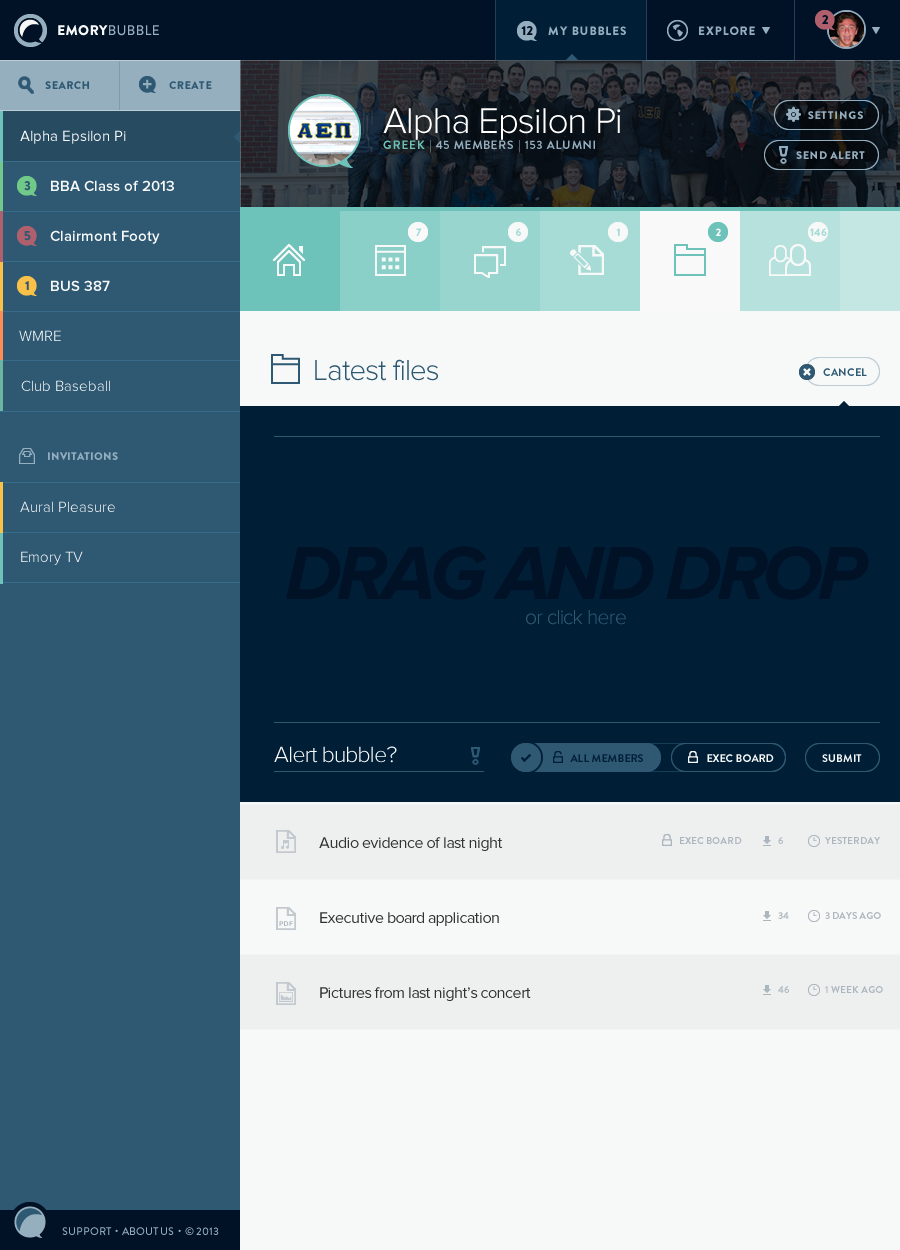 EMORYBUBBLE
12 MY BUBBLES
EXPLORE
2
SEARCH
CREATE
Alpha Epsilon Pi
3 BBA Class of 2013
5 Clairmont Footy
1 BUS 387
WMRE
Club Baseball
INVITATIONS
Aural Pleasure
Emory TV
SUPPORT • ABOUT US • © 2013
ΑΕΠ
Alpha Epsilon Pi
GREEK | 45 MEMBERS | 153 ALUMNI
SETTINGS
SEND ALERT
7
6
1
2
146
Latest files
CANCEL
DRAG AND DROP
or click here
Alert bubble?
ALL MEMBERS
EXEC BOARD
SUBMIT
Audio evidence of last night
EXEC BOARD
6
YESTERDAY
PDF
Executive board application
34
3 DAYS AGO
Pictures from last night’s concert
46
1 WEEK AGO